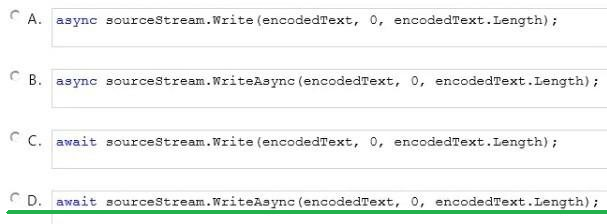 A. async sourceStream.Write(encodedText, 0, encodedText.Length);
B. async sourceStream.WriteAsync(encodedText, 0, encodedText.Length);
C. await sourceStream.Write(encodedText, 0, encodedText.Length);
D. await sourceStream.WriteAsync(encodedText, 0, encodedText.Length);